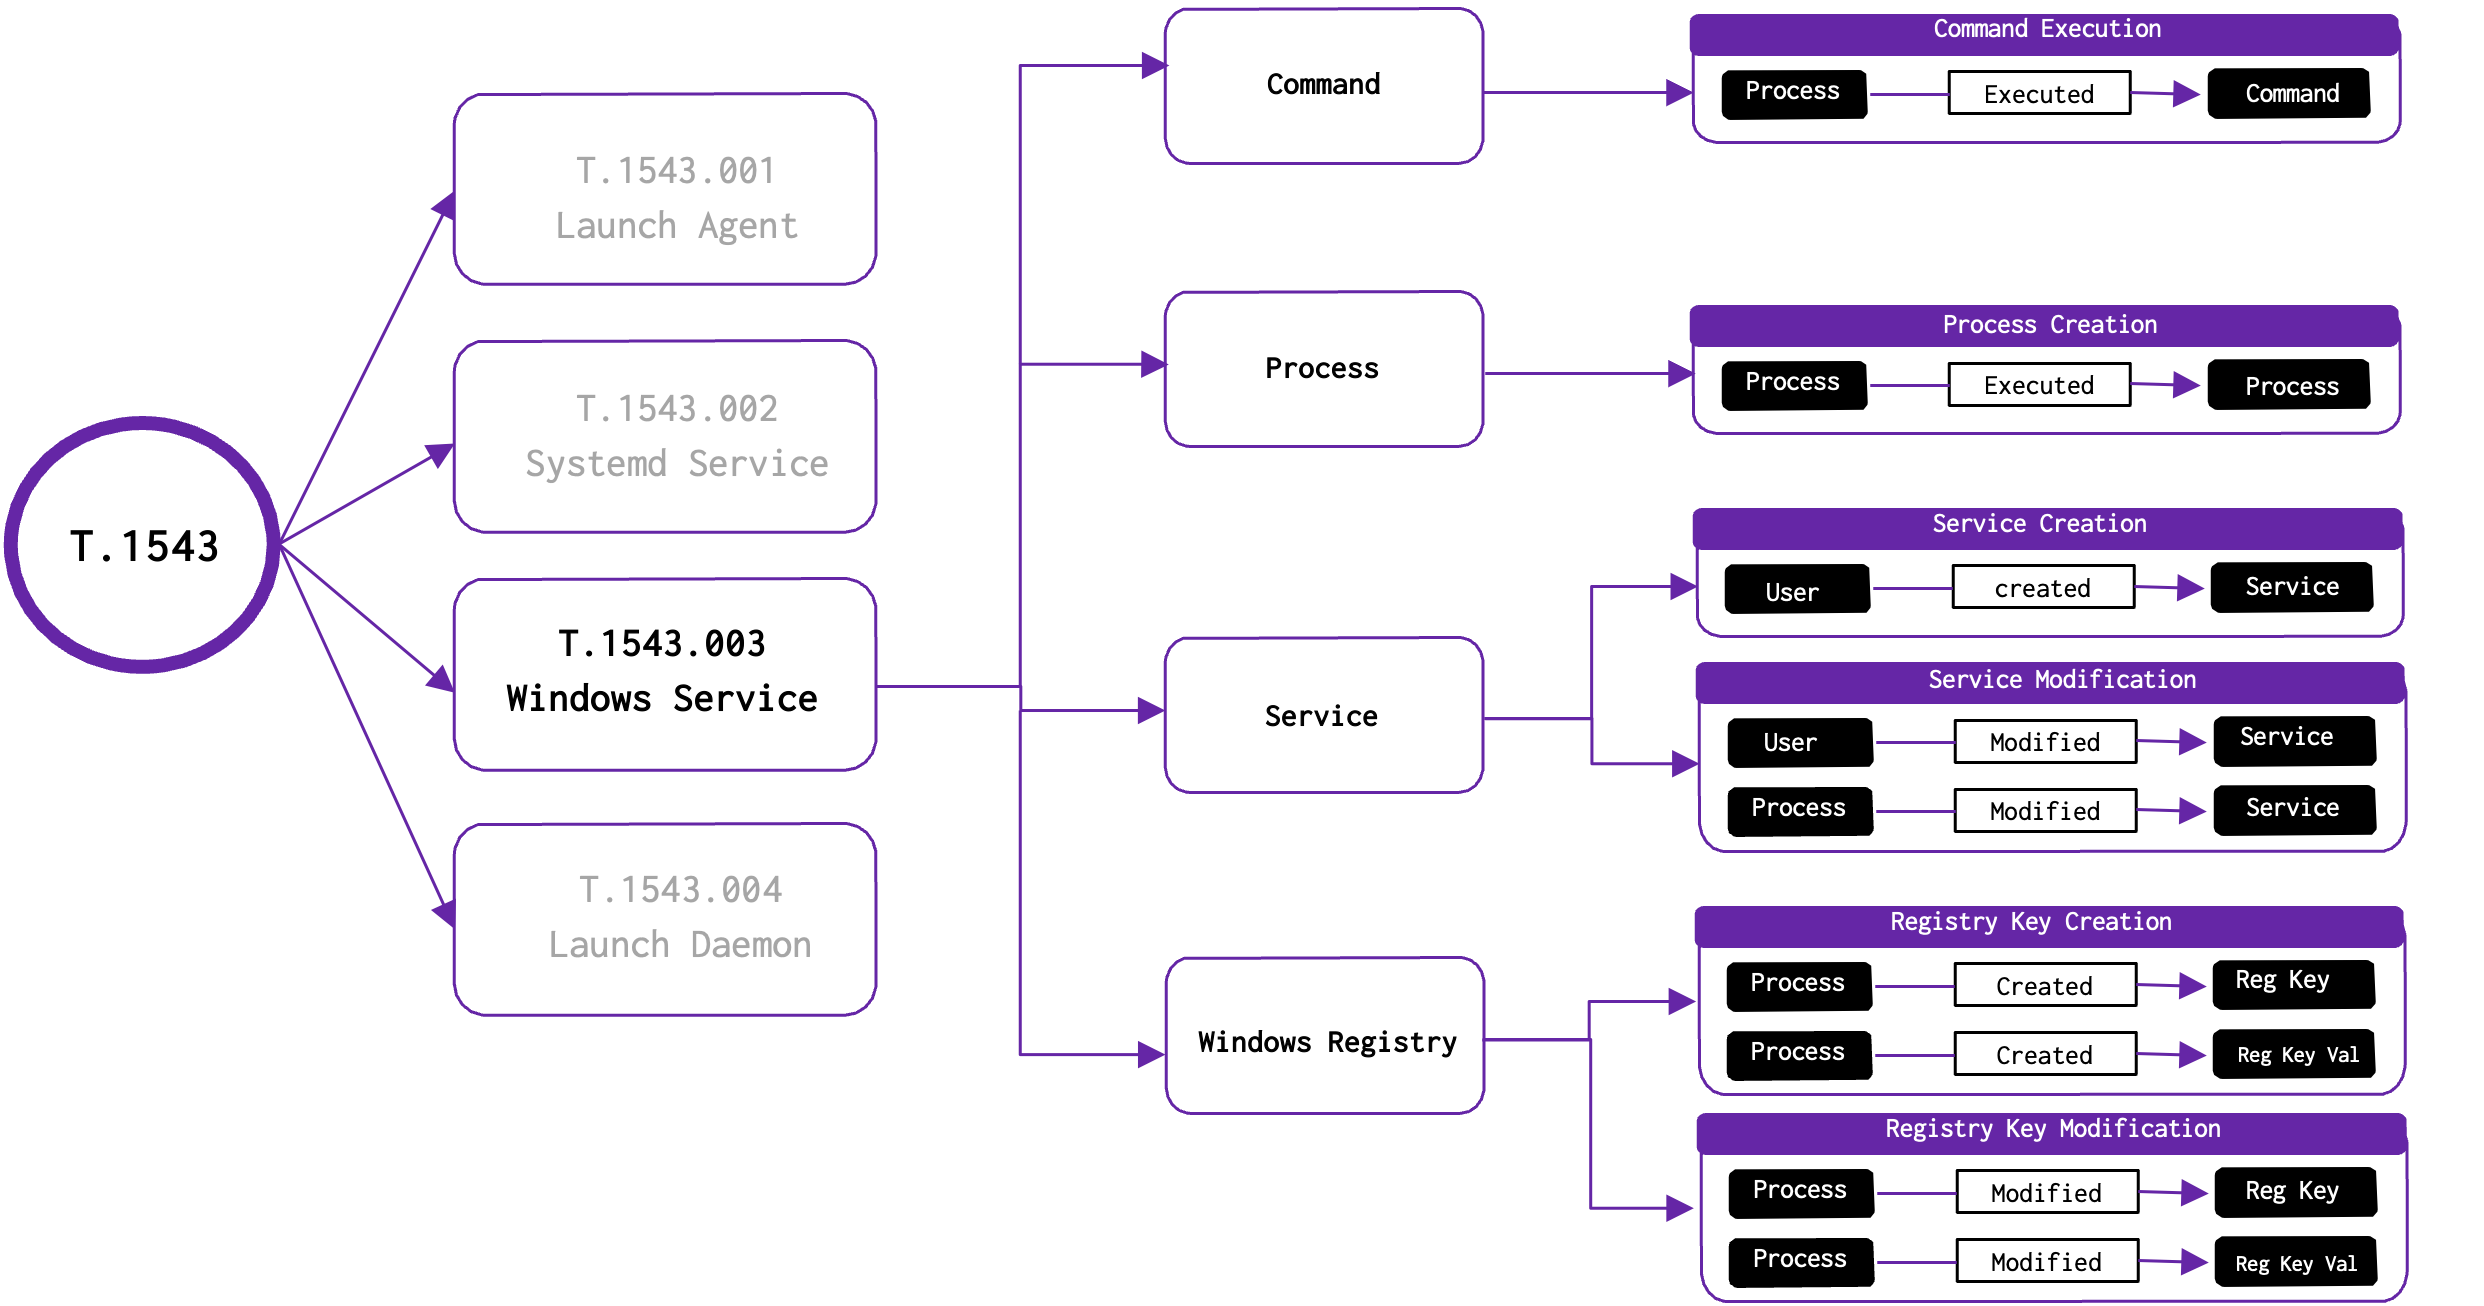 T.1543
T.1543.001
Launch Agent
T.1543.002
Systemd Service
T.1543.003
Windows Service
T.1543.004
Launch Daemon
Command
Process
Service
Windows Registry
Command Execution
Process Executed Command
Process Creation
Process Executed Process
Service Creation
User created Service
Service Modification
User Modified Service
Process Modified Service
Registry Key Creation
Process Created Reg Key
Process Created Reg Key Val
Registry Key Modification
Process Modified Reg Key
Process Modified Reg Key Val